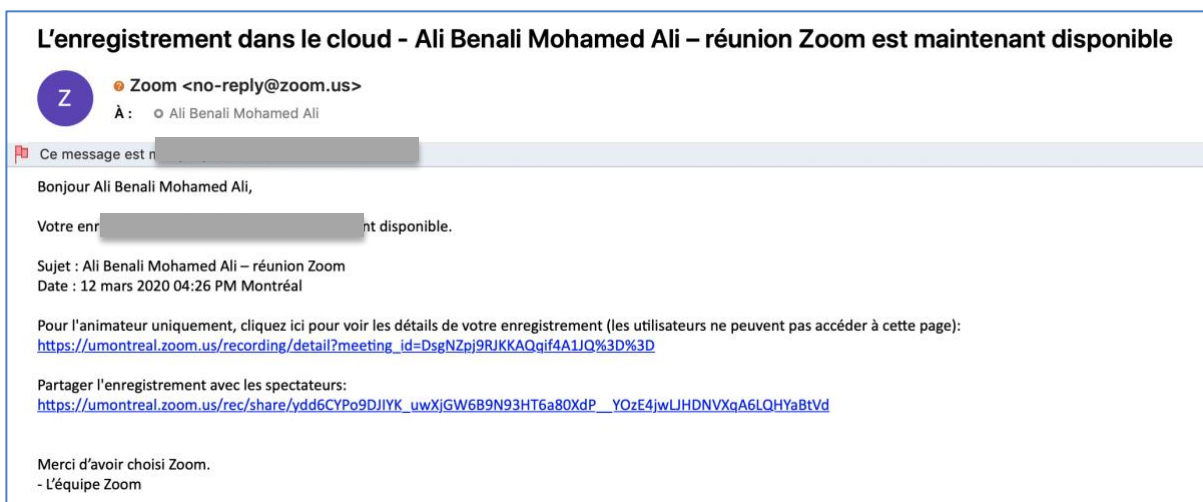 L'enregistrement dans le cloud - Ali Benali Mohamed Ali – réunion Zoom est maintenant disponible
Z
Zoom <no-reply@zoom.us>
À : Ali Benali Mohamed Ali
Ce message est
Bonjour Ali Benali Mohamed Ali,
Votre disponible.
Sujet : Ali Benali Mohamed Ali – réunion Zoom
Date : 12 mars 2020 04:26 PM Montréal
Pour l'animateur uniquement, cliquez ici pour voir les détails de votre enregistrement (les utilisateurs ne peuvent pas accéder à cette page):
https://umontreal.zoom.us/recording/detail?meeting_id=DsgNZpj9RJKKAQqif4A1JQ%3D%3D
Partager l'enregistrement avec les spectateurs:
https://umontreal.zoom.us/rec/share/ydd6CYPo9DJIYK_uwXjGW6B9N93HT6a80XdP__YOzE4jwLJHDNVXqA6LQHYaBtVd
Merci d'avoir choisi Zoom.
- L'équipe Zoom